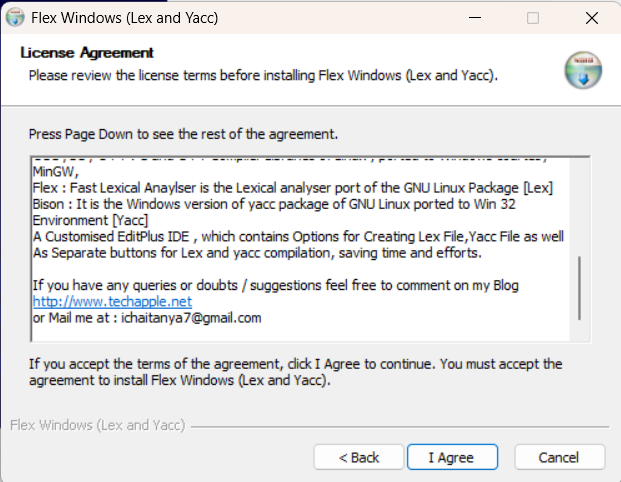 Flex Windows (Lex and Yacc)
License Agreement
Please review the license terms before installing Flex Windows (Lex and Yacc).
Press Page Down to see the rest of the agreement.
MinGW,
Flex : Fast Lexical Anaylser is the Lexical analyser port of the GNU Linux Package [Lex]
Bison : It is the Windows version of yacc package of GNU Linux ported to Win 32
Environment [Yacc]
A Customised EditPlus IDE , which contains Options for Creating Lex File,Yacc File as well
As Separate buttons for Lex and yacc compilation, saving time and efforts.
If you have any queries or doubts / suggestions feel free to comment on my Blog
http://www.techapple.net
or Mail me at : ichaitanya7@gmail.com
If you accept the terms of the agreement, click I Agree to continue. You must accept the
agreement to install Flex Windows (Lex and Yacc).
Flex Windows (Lex and Yacc)
< Back
I Agree
Cancel